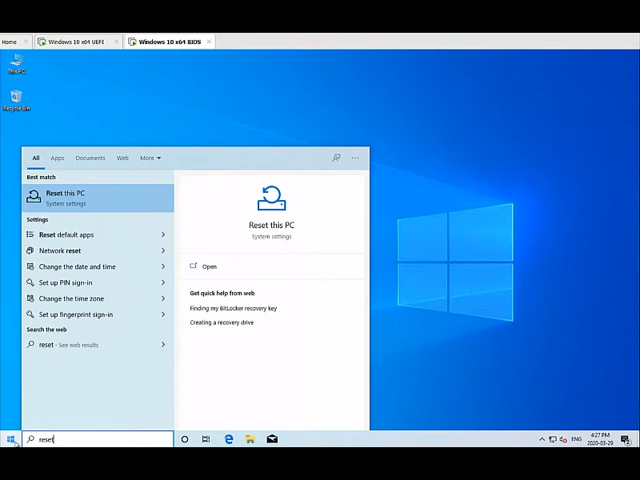 Home
Windows 10 x64 UEFI
Windows 10 x64 BIOS
This PC
Recycle Bin
All Apps Documents Web More
Best match
Reset this PC
System settings
Settings
Reset default apps
Network reset
Change the date and time
Set up PIN sign-in
Change the time zone
Set up fingerprint sign-in
Search the web
reset - See web results
Reset this PC
System settings
Open
Get quick help from web
Finding my BitLocker recovery key
Creating a recovery drive
reset
ENG
4:27 PM
2020-03-29